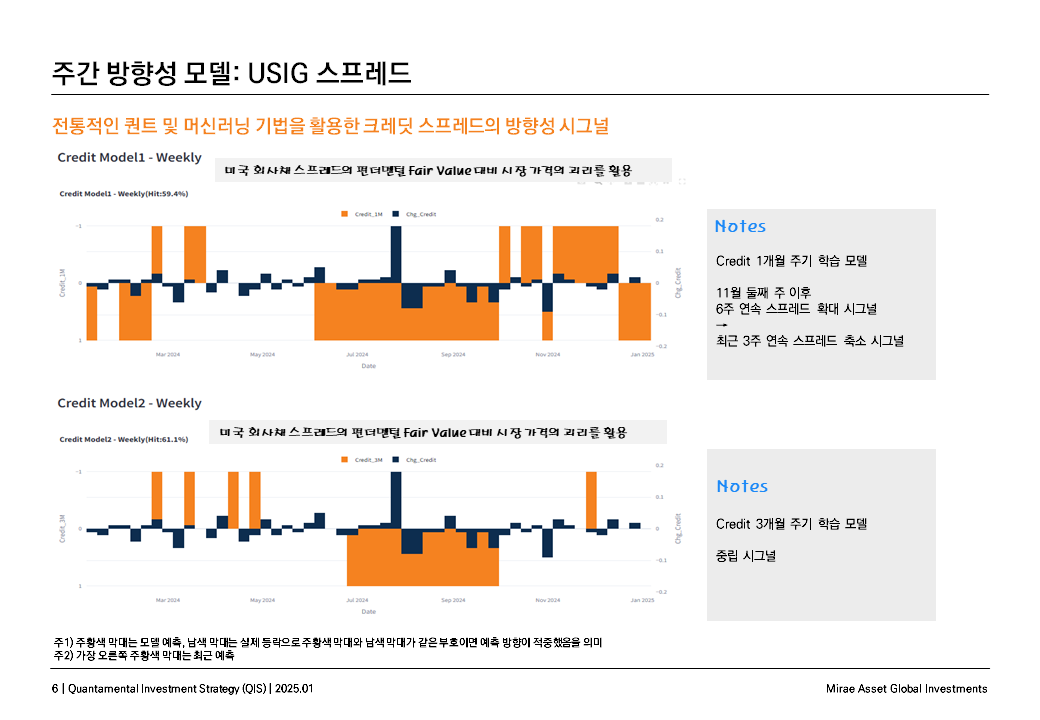 주간 방향성 모델: USIG 스프레드
전통적인 퀀트 및 머신러닝 기법을 활용한 크레딧 스프레드의 방향성 시그널
Credit Model1 - Weekly
미국 회사채 스프레드의 펀더멘털 Fair Value 대비 시장 가격의 괴리를 활용
Credit Model1 - Weekly(Hit:59.4%)
Credit_1M
Chg_Credit
−1
0
1
Credit_1M
0.2
0.1
0
−0.1
−0.2
Chg_Credit
Mar 2024
May 2024
Jul 2024
Sep 2024
Nov 2024
Jan 2025
Date
Notes
Credit 1개월 주기 학습 모델
11월 둘째 주 이후
6주 연속 스프레드 확대 시그널
→
최근 3주 연속 스프레드 축소 시그널
Credit Model2 - Weekly
미국 회사채 스프레드의 펀더멘털 Fair Value 대비 시장 가격의 괴리를 활용
Credit Model2 - Weekly(Hit:61.1%)
Credit_3M
Chg_Credit
−1
0
1
Credit_3M
0.2
0.1
0
−0.1
−0.2
Chg_Credit
Mar 2024
May 2024
Jul 2024
Sep 2024
Nov 2024
Jan 2025
Date
Notes
Credit 3개월 주기 학습 모델
중립 시그널
주1) 주황색 막대는 모델 예측, 남색 막대는 실제 등락으로 주황색 막대와 남색 막대가 같은 부호이면 예측 방향이 적중했음을 의미
주2) 가장 오른쪽 주황색 막대는 최근 예측
6 | Quantamental Investment Strategy (QIS) | 2025.01
Mirae Asset Global Investments